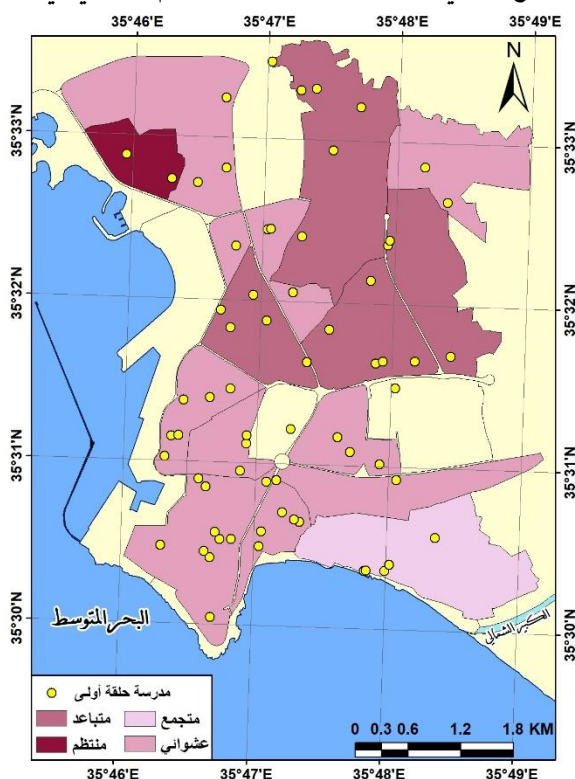 35°46'E 35°47'E 35°48'E 35°49'E
N
35°33'N 35°33'N
35°32'N 35°32'N
35°31'N 35°31'N
35°30'N 35°30'N
البحر المتوسط
الكبير الشمالي
مدرسة حلقة أولى
متباعد متجمع
منتظم عشوائي
0 0.3 0.6 1.2 1.8 KM
35°46'E 35°47'E 35°48'E 35°49'E